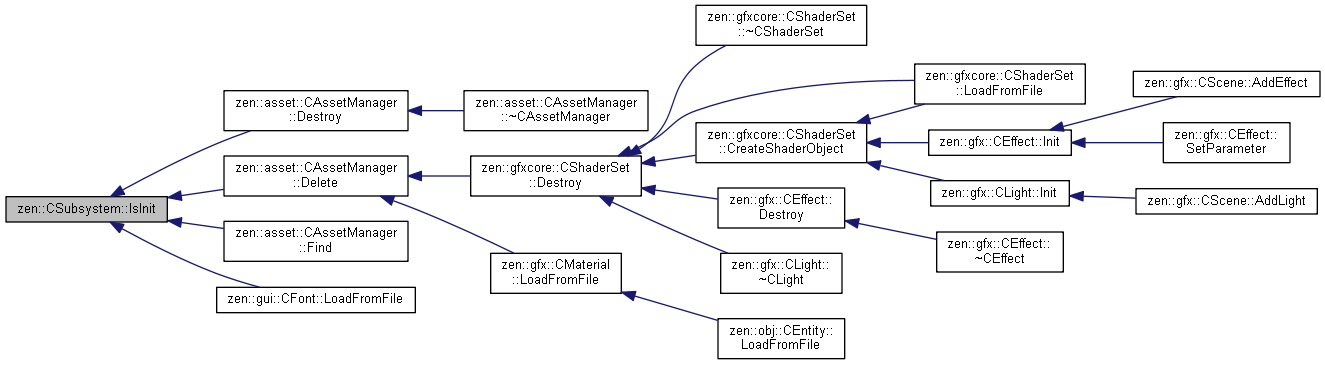 zen::CSubsystem::IsInit
zen::asset::CAssetManager
::Destroy
zen::asset::CAssetManager
::~CAssetManager
zen::asset::CAssetManager
::Delete
zen::asset::CAssetManager
::Find
zen::gui::CFont::LoadFromFile
zen::gfxcore::CShaderSet
::Destroy
zen::gfx::CMaterial
::LoadFromFile
zen::gfxcore::CShaderSet
::~CShaderSet
zen::gfxcore::CShaderSet
::LoadFromFile
zen::gfxcore::CShaderSet
::CreateShaderObject
zen::gfx::CEffect::
Destroy
zen::gfx::CLight::
~CLight
zen::obj::CEntity::
LoadFromFile
zen::gfx::CEffect::Init
zen::gfx::CLight::Init
zen::gfx::CEffect::
~CEffect
zen::gfx::CScene::AddEffect
zen::gfx::CEffect::
SetParameter
zen::gfx::CScene::AddLight